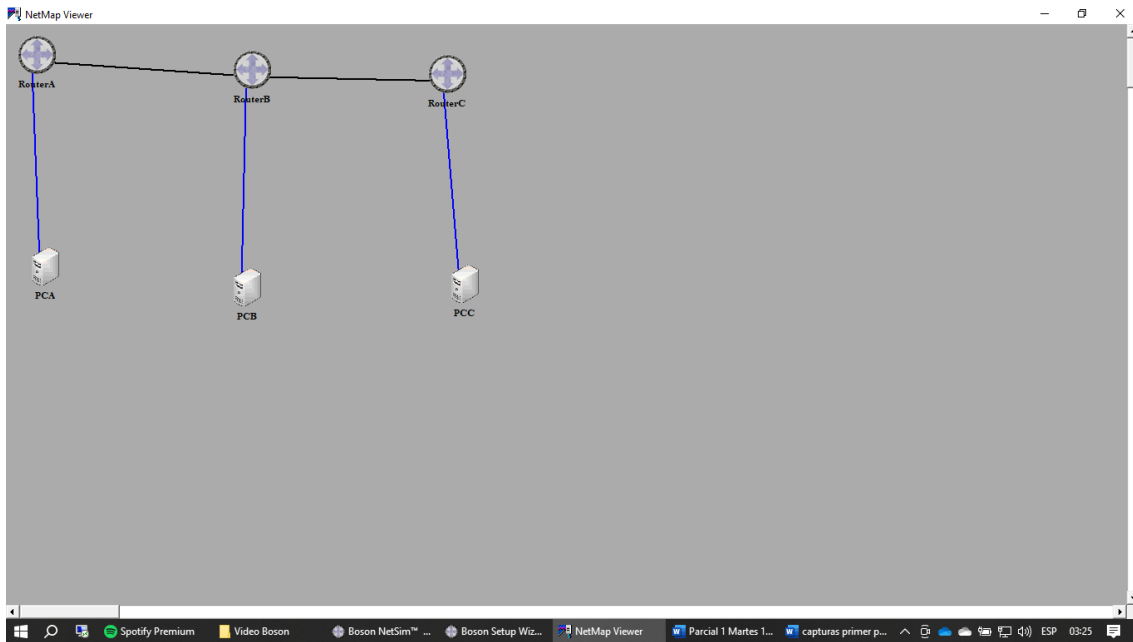 NetMap Viewer
RouterA
RouterB
RouterC
PCA
PCB
PCC
Spotify Premium
Video Boson
Boson NetSim™ ...
Boson Setup Wiz...
NetMap Viewer
Parcial 1 Martes 1...
capturas primer p...
ESP
03:25